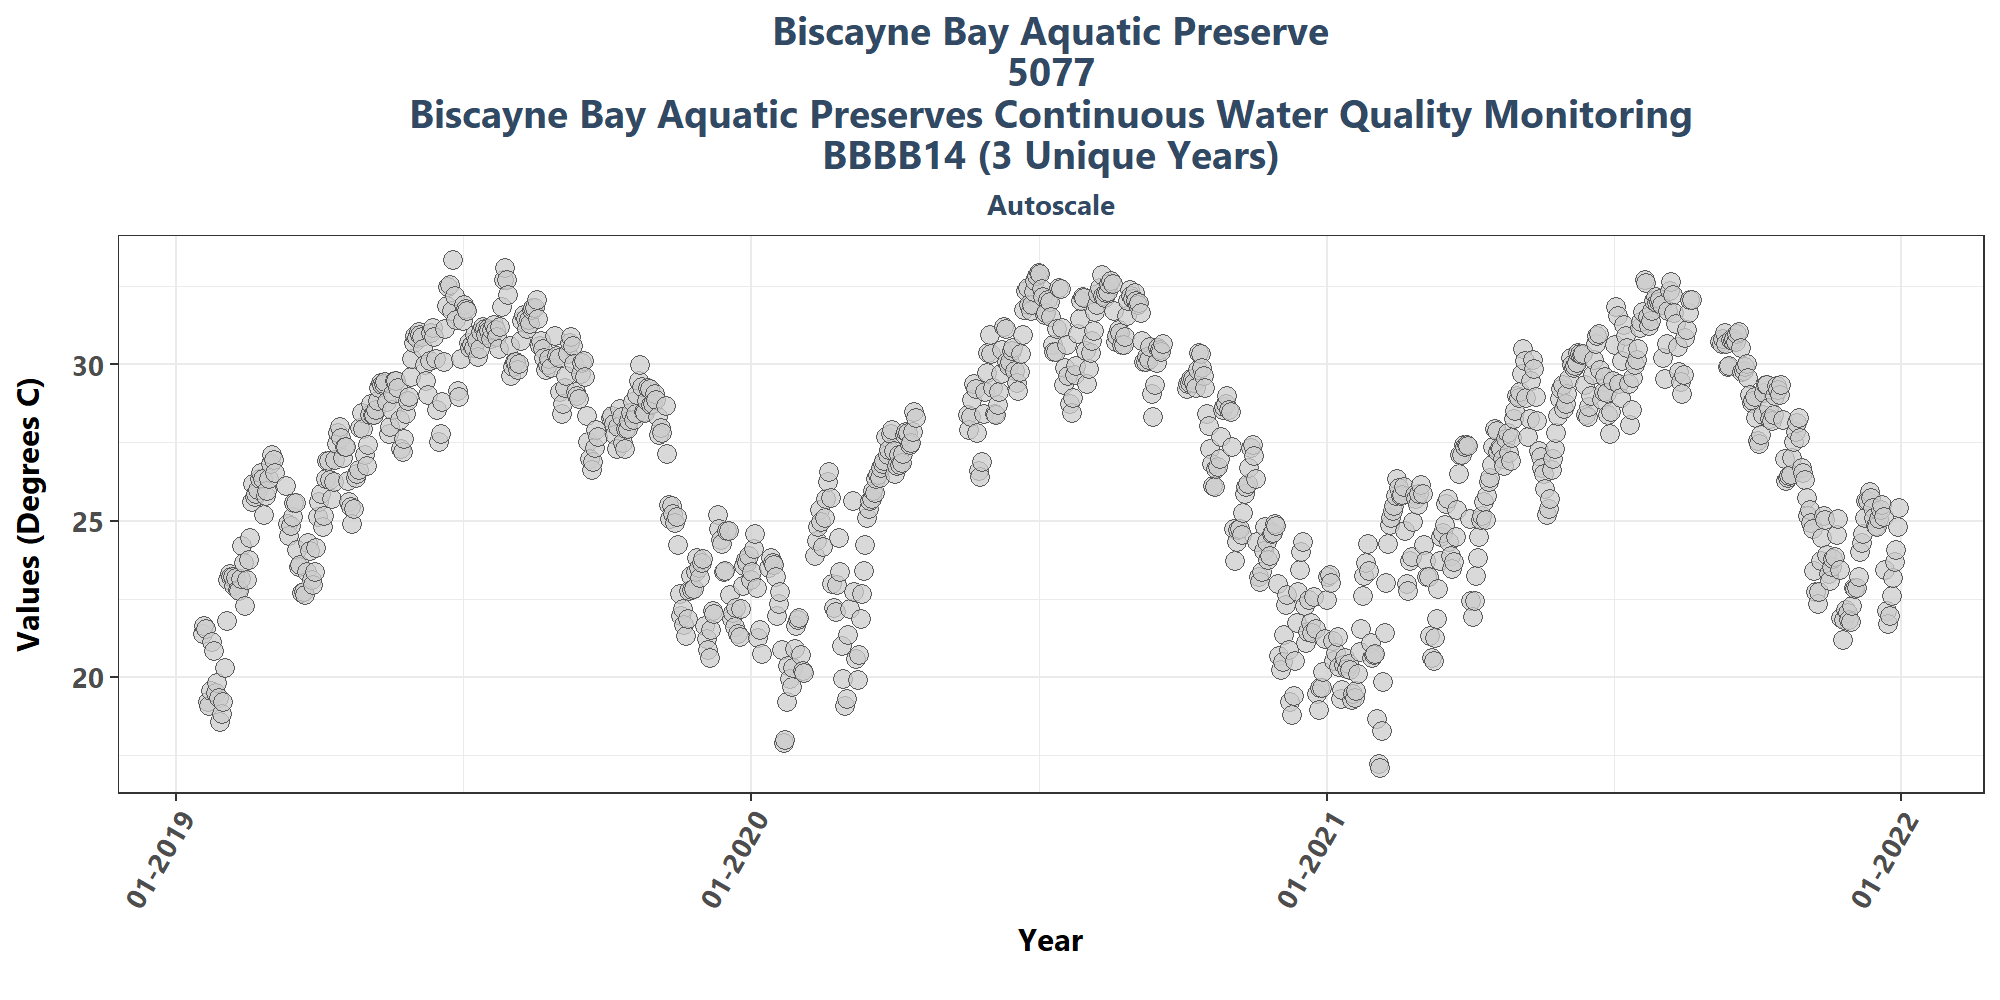 Biscayne Bay Aquatic Preserve
5077
Biscayne Bay Aquatic Preserves Continuous Water Quality Monitoring
BBBB14 (3 Unique Years)
Autoscale
Values (Degrees C)
30
25
20
01-2019
01-2020
01-2021
01-2022
Year